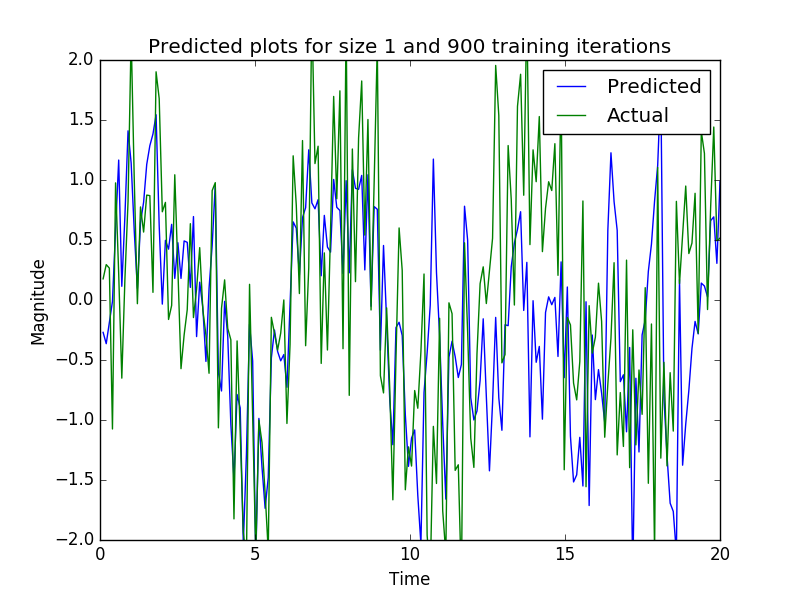 Predicted plots for size 1 and 900 training iterations
Predicted
Actual
2.0
1.5
1.0
0.5
0.0
−0.5
−1.0
−1.5
−2.0
Magnitude
0 5 10 15 20
Time